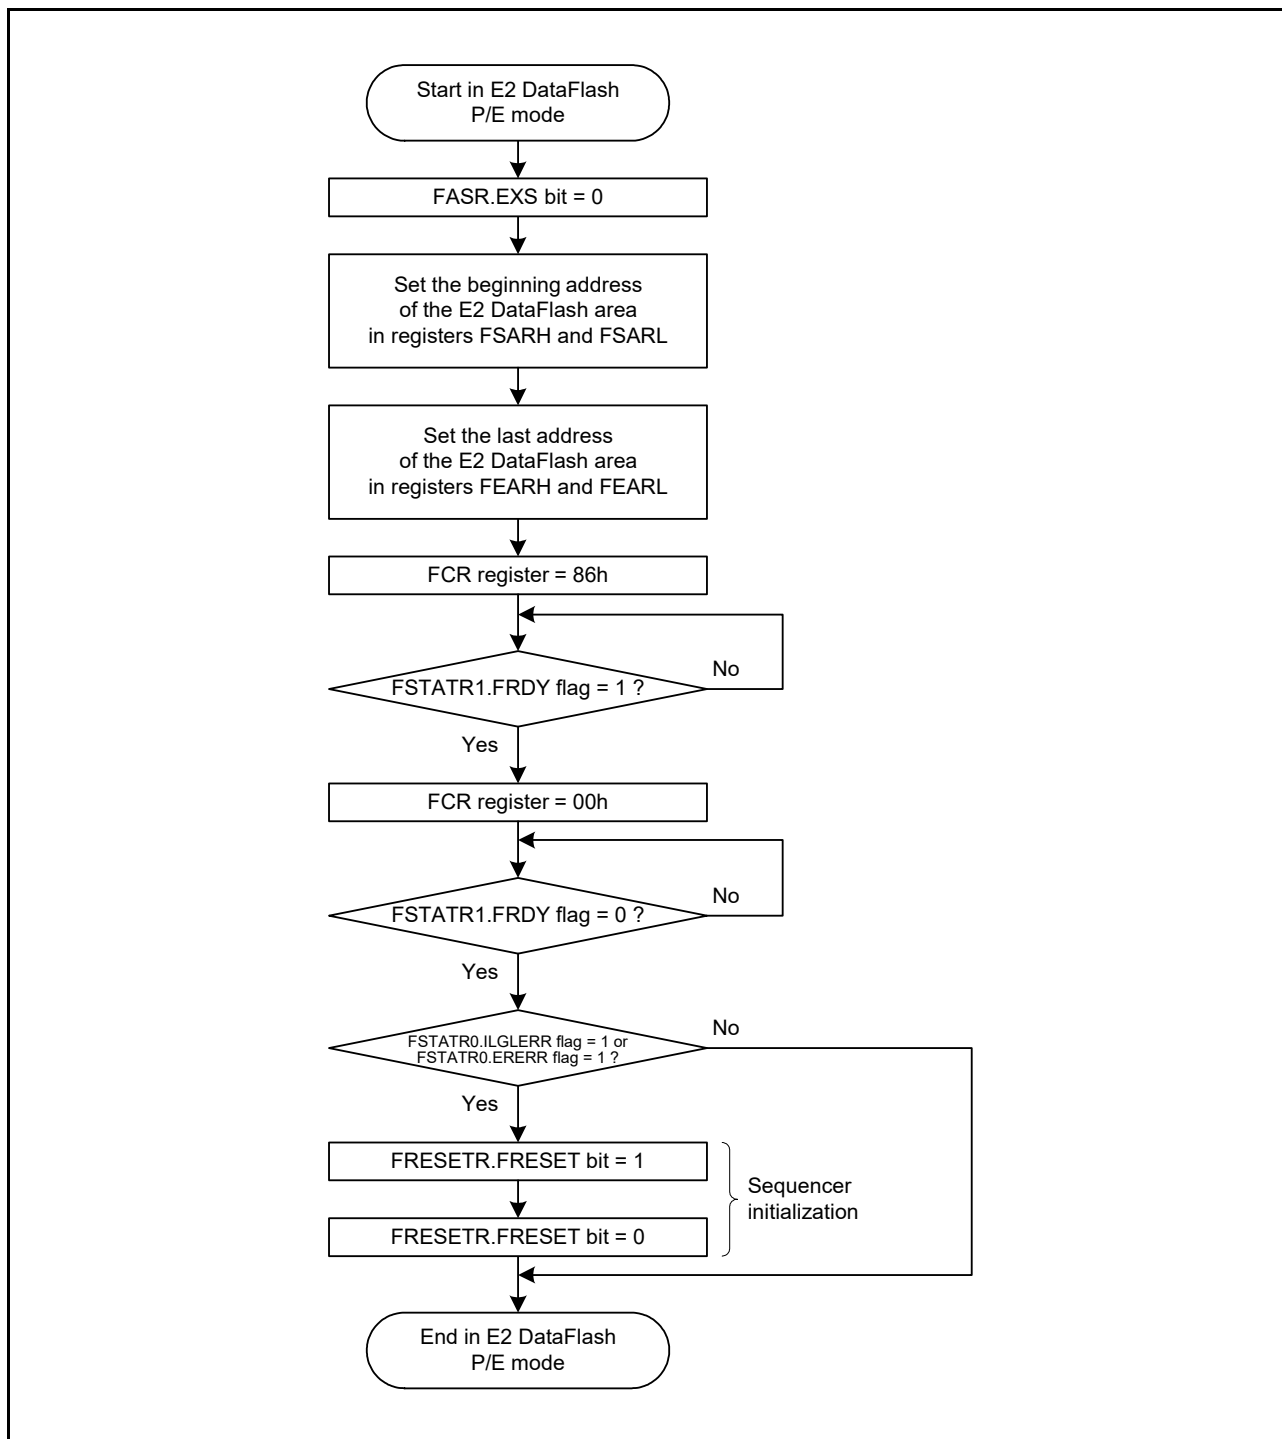 Start in E2 DataFlash
P/E mode
FASR.EXS bit = 0
Set the beginning address
of the E2 DataFlash area
in registers FSARH and FSARL
Set the last address
of the E2 DataFlash area
in registers FEARH and FEARL
FCR register = 86h
No
FSTATR1.FRDY flag = 1 ?
Yes
FCR register = 00h
No
FSTATR1.FRDY flag = 0 ?
Yes
No
FSTATR0.ILGLERR flag = 1 or
FSTATR0.ERERR flag = 1 ?
Yes
FRESETR.FRESET bit = 1
Sequencer
initialization
FRESETR.FRESET bit = 0
End in E2 DataFlash
P/E mode